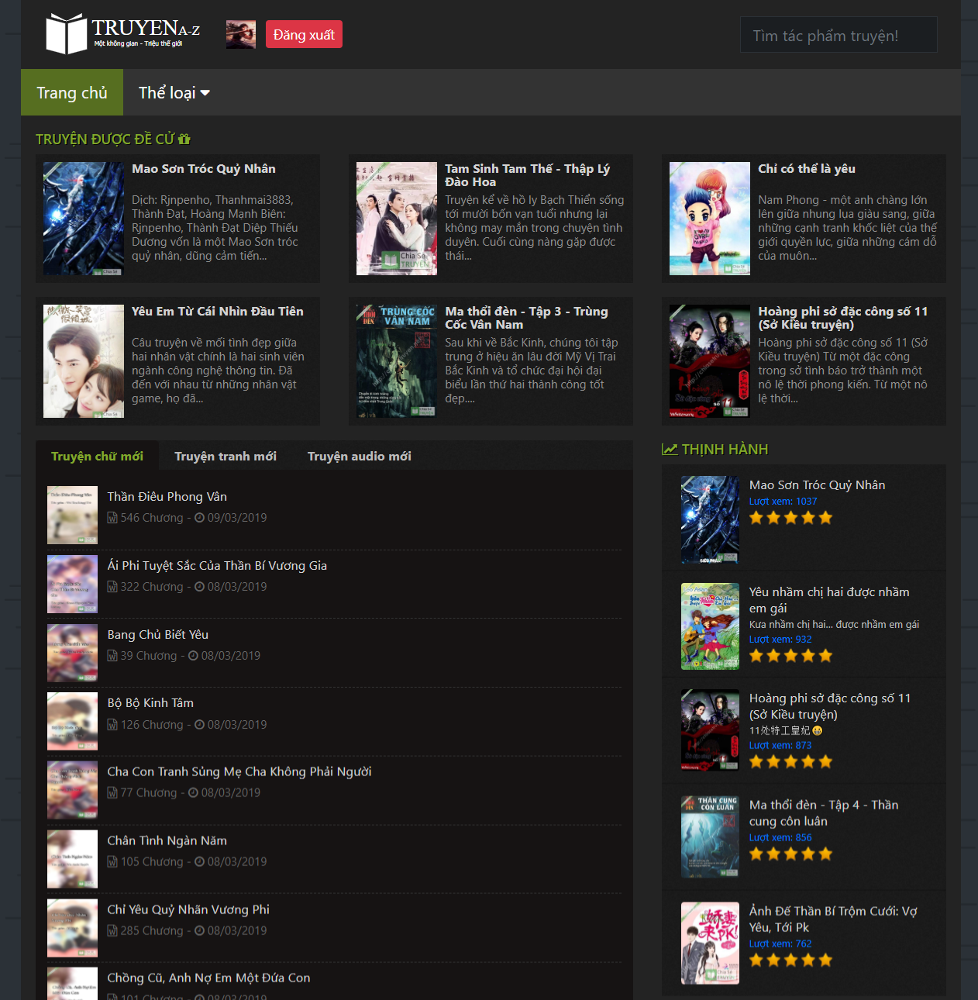 TRUYENA-Z
Một không gian - Triệu thế giới
Đăng xuất
Tìm tác phẩm truyện!
Trang chủ
Thể loại
TRUYỆN ĐƯỢC ĐỀ CỬ
Mao Sơn Tróc Quỷ Nhân
Dịch: Rjnpenho, Thanhmai3883,
Thành Đạt, Hoàng Mạnh Biên:
Rjnpenho, Thành Đạt Diệp Thiếu
Dương vốn là một Mao Sơn tróc
quỷ nhân, dũng cảm tiến...
Tam Sinh Tam Thế - Thập Lý
Đào Hoa
Truyện kể về hồ ly Bạch Thiển sống
tới mười bốn vạn tuổi nhưng lại
không may mắn trong chuyện tình
duyên. Cuối cùng nàng gặp được
thái...
Chỉ có thể là yêu
Nam Phong - một anh chàng lớn
lên giữa nhung lụa giàu sang, giữa
những cạnh tranh khốc liệt của thế
giới quyền lực, giữa những cám dỗ
của muôn...
Yêu Em Từ Cái Nhìn Đầu Tiên
Câu truyện về mối tình đẹp giữa
hai nhân vật chính là hai sinh viên
ngành công nghệ thông tin. Đã
đến với nhau từ những nhân vật
game, họ đã...
TRÙNG CỐC
VÂN NAM
Ma thổi đèn - Tập 3 - Trùng
Cốc Vân Nam
Sau khi về Bắc Kinh, chúng tôi tập
trung ở hiệu ăn lâu đời Mỹ Vị Trai
Bắc Kinh và tổ chức đại hội đại
biểu lần thứ hai thành công tốt
đẹp....
Hoàng phi sở đặc công số 11
(Sở Kiều truyện)
Hoàng phi sở đặc công số 11 (Sở
Kiều truyện) Từ một đặc công
trong sở tình báo trở thành một
nô lệ thời phong kiến. Từ một nô
lệ thời...
Truyện chữ mới
Truyện tranh mới
Truyện audio mới
Thần Điêu Phong Vân
546 Chương - 09/03/2019
Ái Phi Tuyệt Sắc Của Thần Bí Vương Gia
322 Chương - 08/03/2019
Bang Chủ Biết Yêu
39 Chương - 08/03/2019
Bộ Bộ Kinh Tâm
126 Chương - 08/03/2019
Cha Con Tranh Sủng Mẹ Cha Không Phải Người
77 Chương - 08/03/2019
Chân Tình Ngàn Năm
105 Chương - 08/03/2019
Chỉ Yêu Quỷ Nhãn Vương Phi
285 Chương - 08/03/2019
Chồng Cũ, Anh Nợ Em Một Đứa Con
101 Chương - 08/03/2019
THỊNH HÀNH
Mao Sơn Tróc Quỷ Nhân
Lượt xem: 1037
Yêu nhầm chị hai được nhầm
em gái
Kưa nhầm chị hai... được nhầm em gái
Lượt xem: 932
Hoàng phi sở đặc công số 11
(Sở Kiều truyện)
11处特工皇妃😁
Lượt xem: 873
THẦN CUNG
CÔN LUÂN
Ma thổi đèn - Tập 4 - Thần
cung côn luân
Lượt xem: 856
Ảnh Đế Thần Bí Trộm Cưới: Vợ
Yêu, Tới Pk
Lượt xem: 762